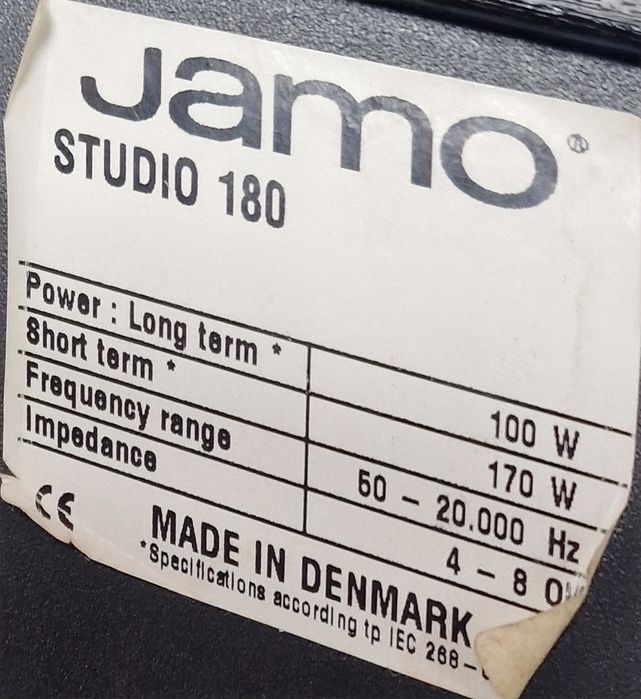 Jamo®
STUDIO 180
Power : Long term * 100 W
Short term * 170 W
Frequency range 50 - 20.000 Hz
Impedance 4 - 8
CE
MADE IN DENMARK
*Specifications according tp IEC 268-